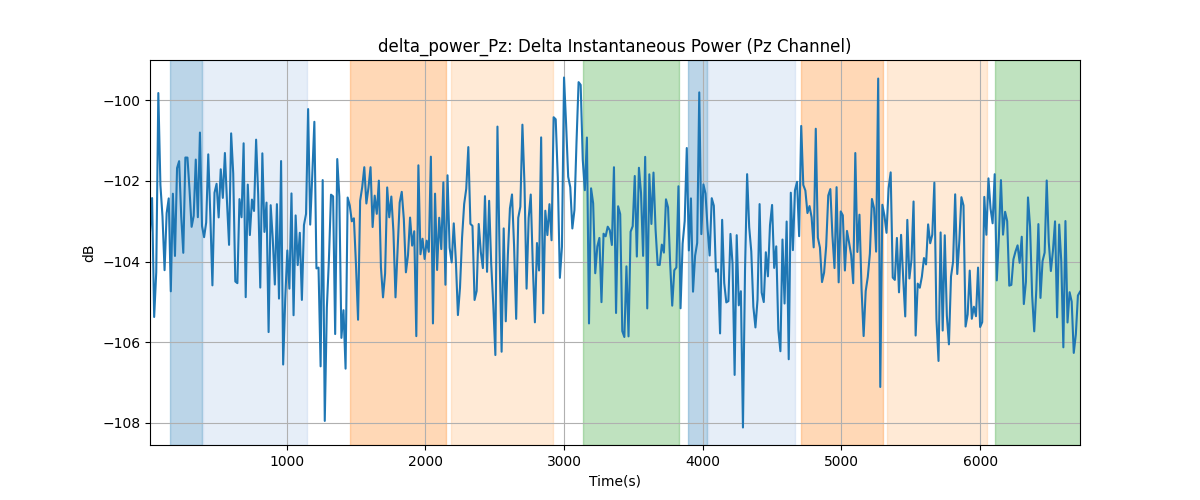 delta_power_Pz: Delta Instantaneous Power (Pz Channel)
−100
−102
−104
−106
−108
dB
1000 2000 3000 4000 5000 6000
Time(s)